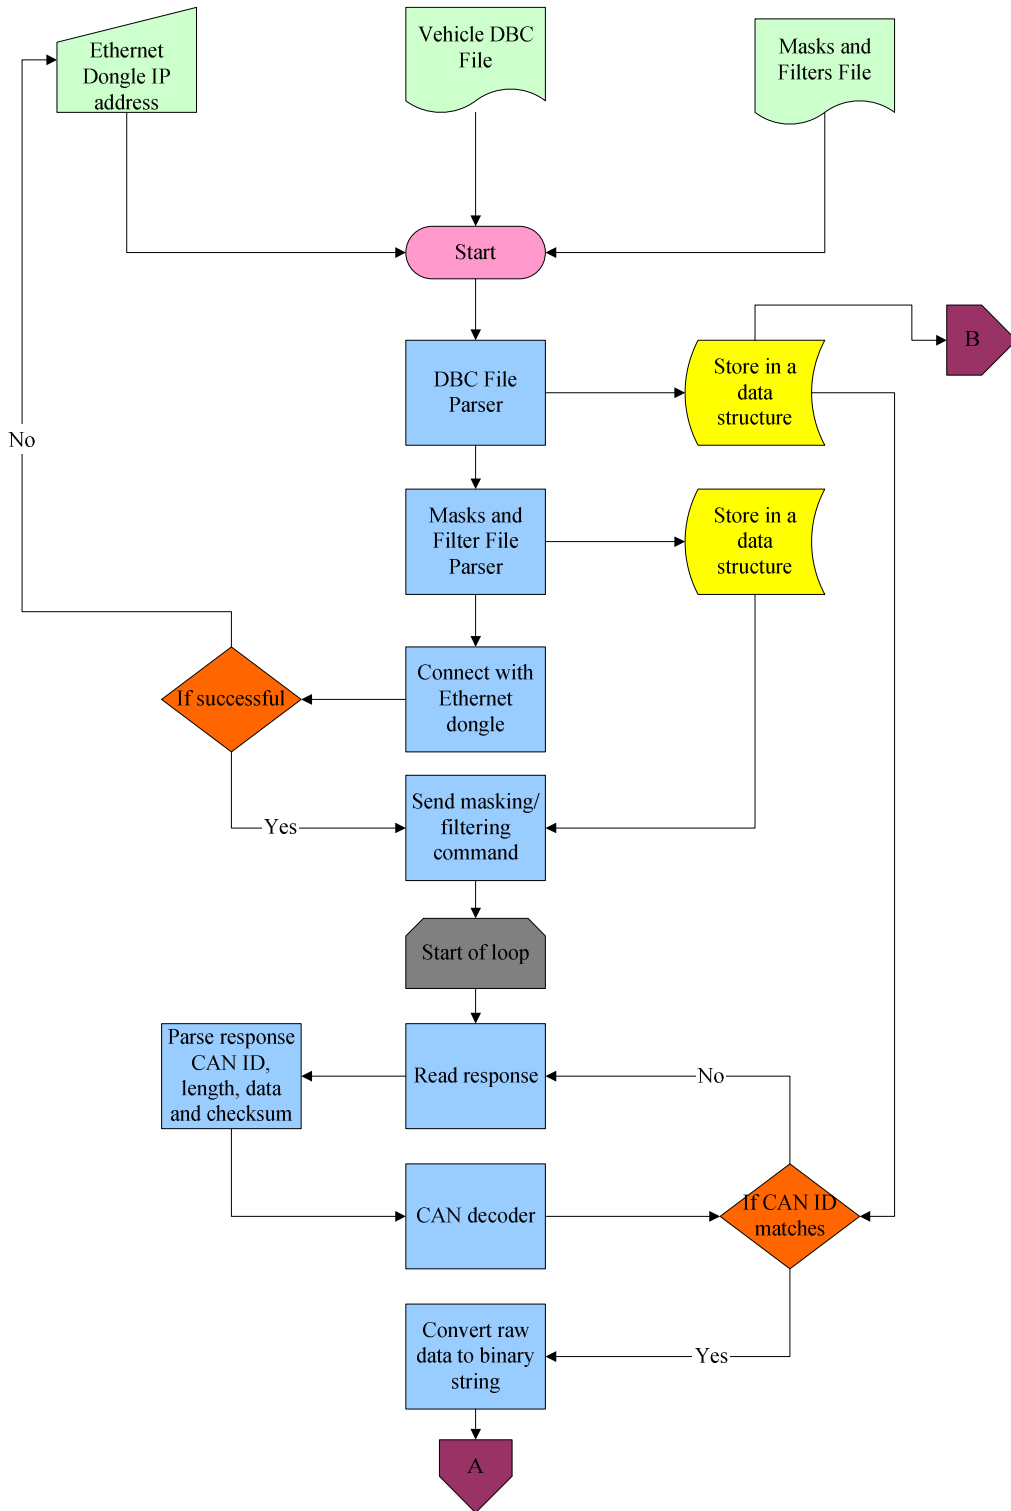 Ethernet
Dongle IP
address
Vehicle DBC
File
Masks and
Filters File
Start
DBC File
Parser
Store in a
data
structure
B
No
Masks and
Filter File
Parser
Store in a
data
structure
If successful
Connect with
Ethernet
dongle
Yes
Send masking/
filtering
command
Start of loop
Parse response
CAN ID,
length, data
and checksum
Read response
No
CAN decoder
If CAN ID
matches
Convert raw
data to binary
string
Yes
A